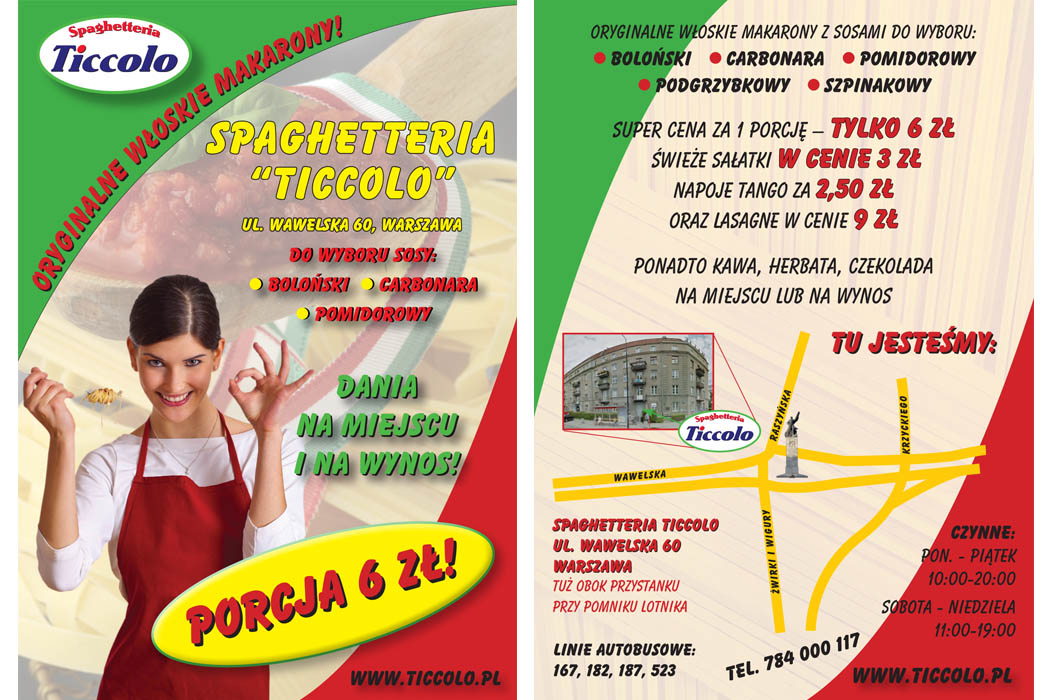 Spaghetteria
Ticcolo
ORYGINALNE WŁOSKIE MAKARONY!
SPAGHETTERIA
"TICCOLO"
UL. WAWELSKA 60, WARSZAWA
DO WYBORU SOSY:
● BOLOŃSKI ● CARBONARA
● POMIDOROWY
DANIA
NA MIEJSCU
I NA WYNOS!
PORCJA 6 ZŁ!
WWW.TICCOLO.PL
ORYGINALNE WŁOSKIE MAKARONY Z SOSAMI DO WYBORU:
● BOLOŃSKI ● CARBONARA ● POMIDOROWY
● PODGRZYBKOWY ● SZPINAKOWY
SUPER CENA ZA 1 PORCJĘ – TYLKO 6 ZŁ
ŚWIEŻE SAŁATKI W CENIE 3 ZŁ
NAPOJE TANGO ZA 2,50 ZŁ
ORAZ LASAGNE W CENIE 9 ZŁ
PONADTO KAWA, HERBATA, CZEKOLADA
NA MIEJSCU LUB NA WYNOS
TU JESTEŚMY:
Spaghetteria
Ticcolo
RASZYŃSKA
KRZYCKIEGO
WAWELSKA
ŻWIRKI I WIGURY
SPAGHETTERIA TICCOLO
UL. WAWELSKA 60
WARSZAWA
TUŻ OBOK PRZYSTANKU
PRZY POMNIKU LOTNIKA
LINIE AUTOBUSOWE:
167, 182, 187, 523
CZYNNE:
PON. - PIĄTEK
10:00-20:00
SOBOTA - NIEDZIELA
11:00-19:00
TEL. 784 000 117
WWW.TICCOLO.PL